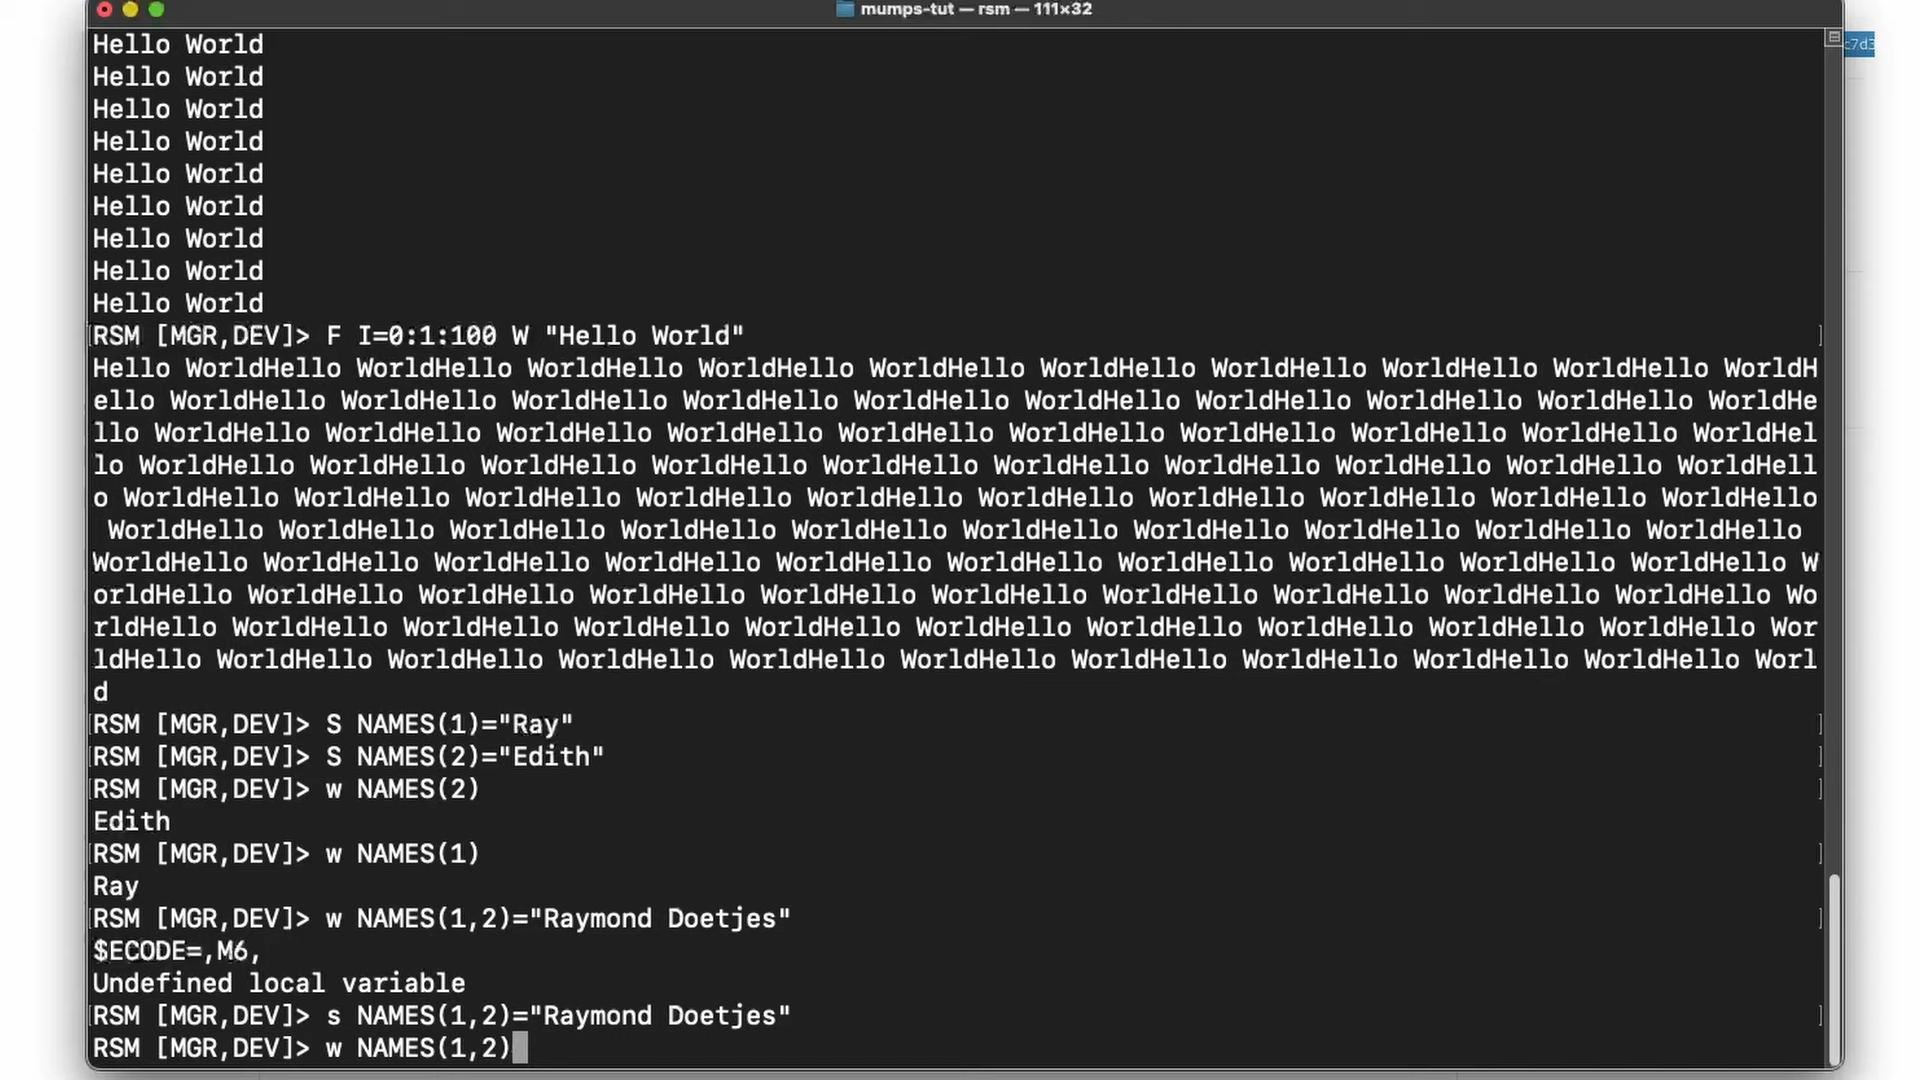 mumps-tut — rsm — 111×32
c7d3
Hello World
Hello World
Hello World
Hello World
Hello World
Hello World
Hello World
Hello World
Hello World
RSM [MGR,DEV]> F I=0:1:100 W "Hello World"
Hello WorldHello WorldHello WorldHello WorldHello WorldHello WorldHello WorldHello WorldHello WorldHello WorldH
ello WorldHello WorldHello WorldHello WorldHello WorldHello WorldHello WorldHello WorldHello WorldHello WorldHe
llo WorldHello WorldHello WorldHello WorldHello WorldHello WorldHello WorldHello WorldHello WorldHello WorldHel
lo WorldHello WorldHello WorldHello WorldHello WorldHello WorldHello WorldHello WorldHello WorldHello WorldHell
o WorldHello WorldHello WorldHello WorldHello WorldHello WorldHello WorldHello WorldHello WorldHello WorldHello
WorldHello WorldHello WorldHello WorldHello WorldHello WorldHello WorldHello WorldHello WorldHello WorldHello
WorldHello WorldHello WorldHello WorldHello WorldHello WorldHello WorldHello WorldHello WorldHello WorldHello W
orldHello WorldHello WorldHello WorldHello WorldHello WorldHello WorldHello WorldHello WorldHello WorldHello Wo
rldHello WorldHello WorldHello WorldHello WorldHello WorldHello WorldHello WorldHello WorldHello WorldHello Wor
ldHello WorldHello WorldHello WorldHello WorldHello WorldHello WorldHello WorldHello WorldHello WorldHello Worl
d
RSM [MGR,DEV]> S NAMES(1)="Ray"
RSM [MGR,DEV]> S NAMES(2)="Edith"
RSM [MGR,DEV]> w NAMES(2)
Edith
RSM [MGR,DEV]> w NAMES(1)
Ray
RSM [MGR,DEV]> w NAMES(1,2)="Raymond Doetjes"
$ECODE=,M6,
Undefined local variable
RSM [MGR,DEV]> s NAMES(1,2)="Raymond Doetjes"
RSM [MGR,DEV]> w NAMES(1,2)